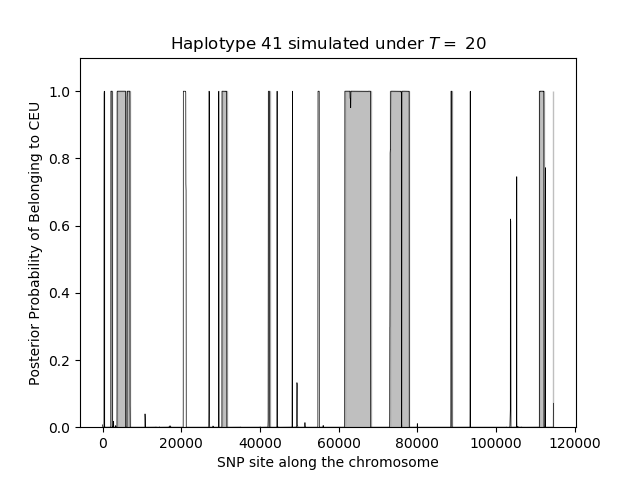 Haplotype 41 simulated under T = 20
Posterior Probability of Belonging to CEU
1.0
0.8
0.6
0.4
0.2
0.0
0 20000 40000 60000 80000 100000 120000
SNP site along the chromosome